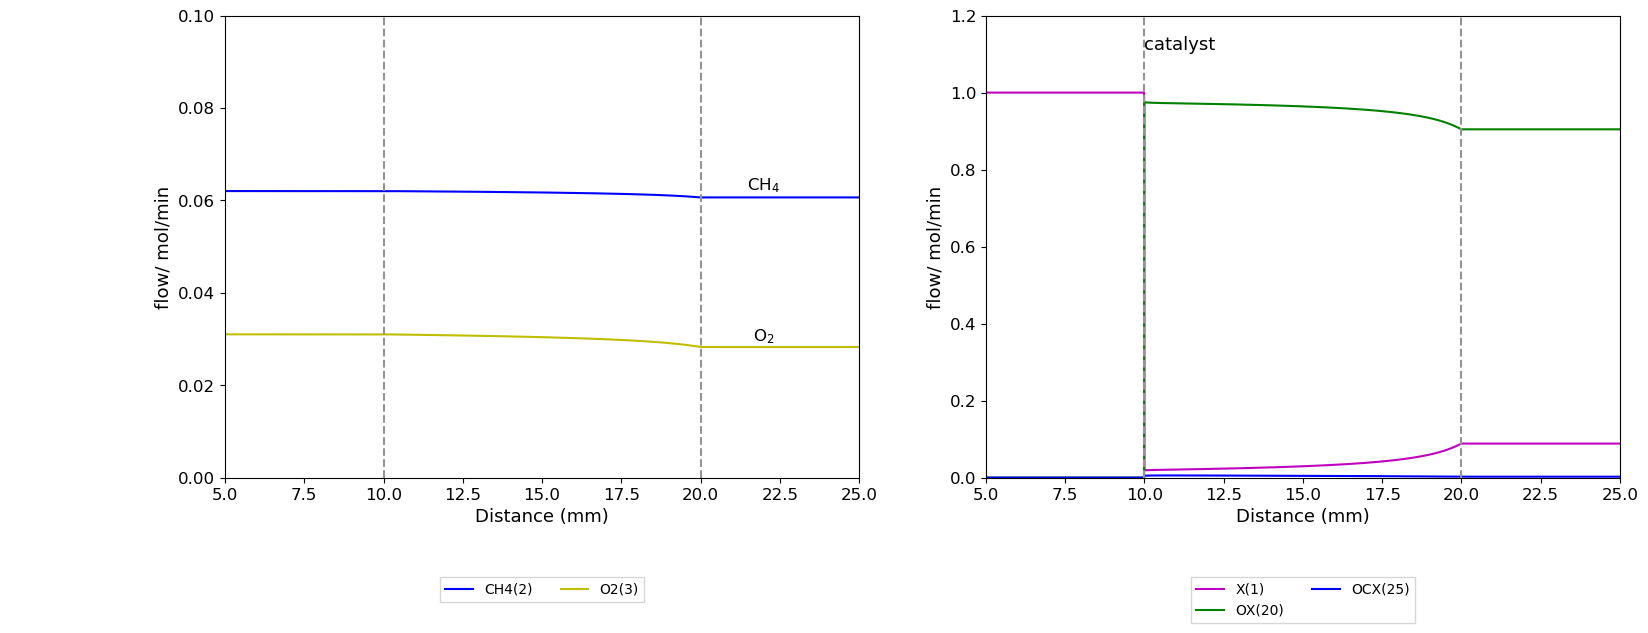 0.10
0.08
0.06
0.04
0.02
0.00
flow/ mol/min
CH₄
O₂
5.0 7.5 10.0 12.5 15.0 17.5 20.0 22.5 25.0
Distance (mm)
CH4(2) O2(3)
1.2
1.0
0.8
0.6
0.4
0.2
0.0
flow/ mol/min
catalyst
5.0 7.5 10.0 12.5 15.0 17.5 20.0 22.5 25.0
Distance (mm)
X(1) OCX(25)
OX(20)